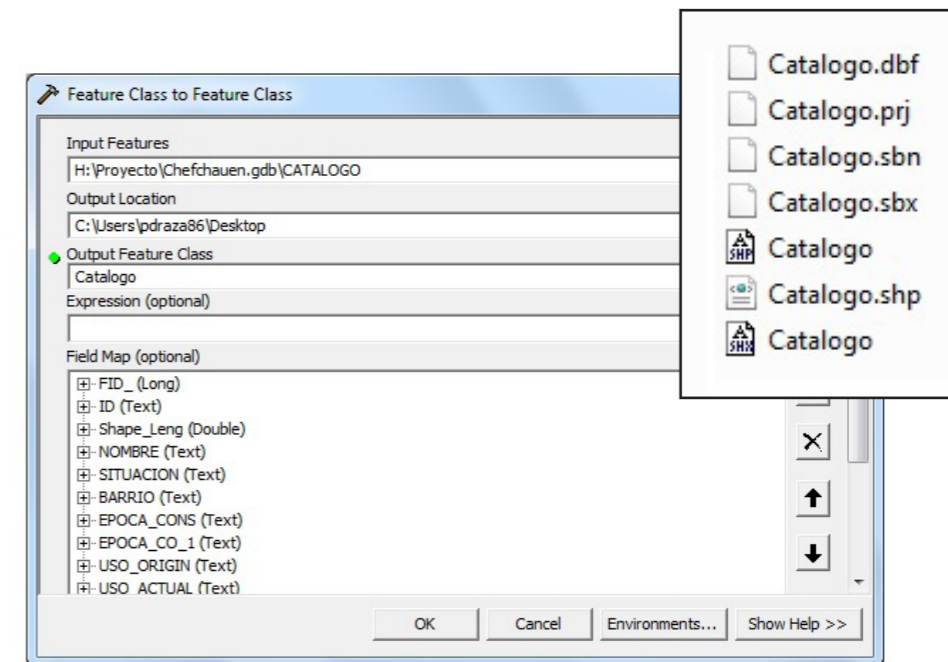 Feature Class to Feature Class
Input Features
H:\Proyecto\Chefchauen.gdb\CATALOGO
Output Location
C:\Users\pdraza86\Desktop
Output Feature Class
Catalogo
Expression (optional)
Field Map (optional)
FID_ (Long)
ID (Text)
Shape_Leng (Double)
NOMBRE (Text)
SITUACION (Text)
BARRIO (Text)
EPOCA_CONS (Text)
EPOCA_CO_1 (Text)
USO_ORIGIN (Text)
USO_ACTUAL (Text)
OK
Cancel
Environments...
Show Help >>
Catalogo.dbf
Catalogo.prj
Catalogo.sbn
Catalogo.sbx
SHP Catalogo
Catalogo.shp
SHX Catalogo